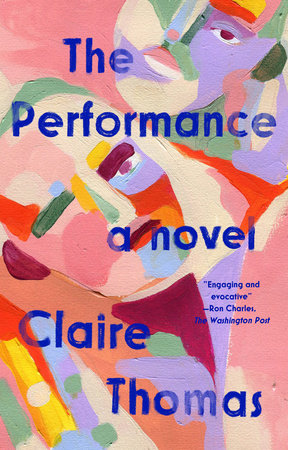 The
Performance
a novel
"Engaging and
evocative"
—Ron Charles,
The Washington Post
Claire
Thomas